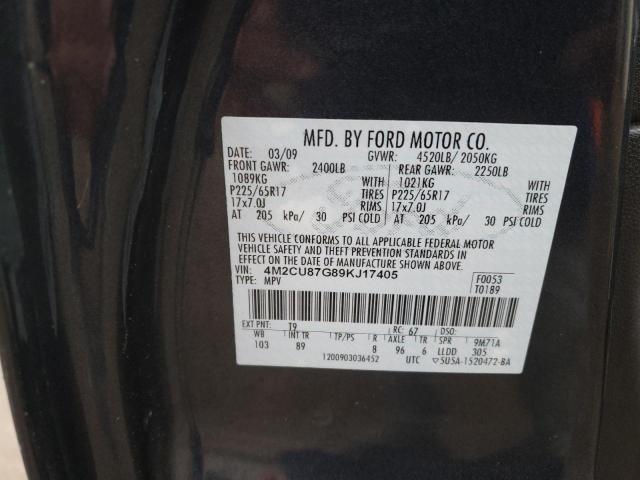 MFD. BY FORD MOTOR CO.
DATE: 03/09 GVWR: 4520LB/ 2050KG
FRONT GAWR: 2400LB REAR GAWR: 2250LB
1089KG WITH 1021KG WITH
P225/65R17 TIRES P225/65R17 TIRES
17x7.0J RIMS 17x7.0J RIMS
AT 205 kPa/ 30 PSI COLD AT 205 kPa/ 30 PSI COLD
THIS VEHICLE CONFORMS TO ALL APPLICABLE FEDERAL MOTOR
VEHICLE SAFETY AND THEFT PREVENTION STANDARDS IN
EFFECT ON THE DATE OF MANUFACTURE SHOWN ABOVE.
VIN: 4M2CU87G89KJ17405 F0053
TYPE: MPV T0189
EXT PNT: T9 RC: 67 DSO:
WB INT TR TP/PS R AXLE TR SPR 9M71A
103 89 8 96 6 LLDD 305
1200903036452 UTC 5U5A-1520472-BA